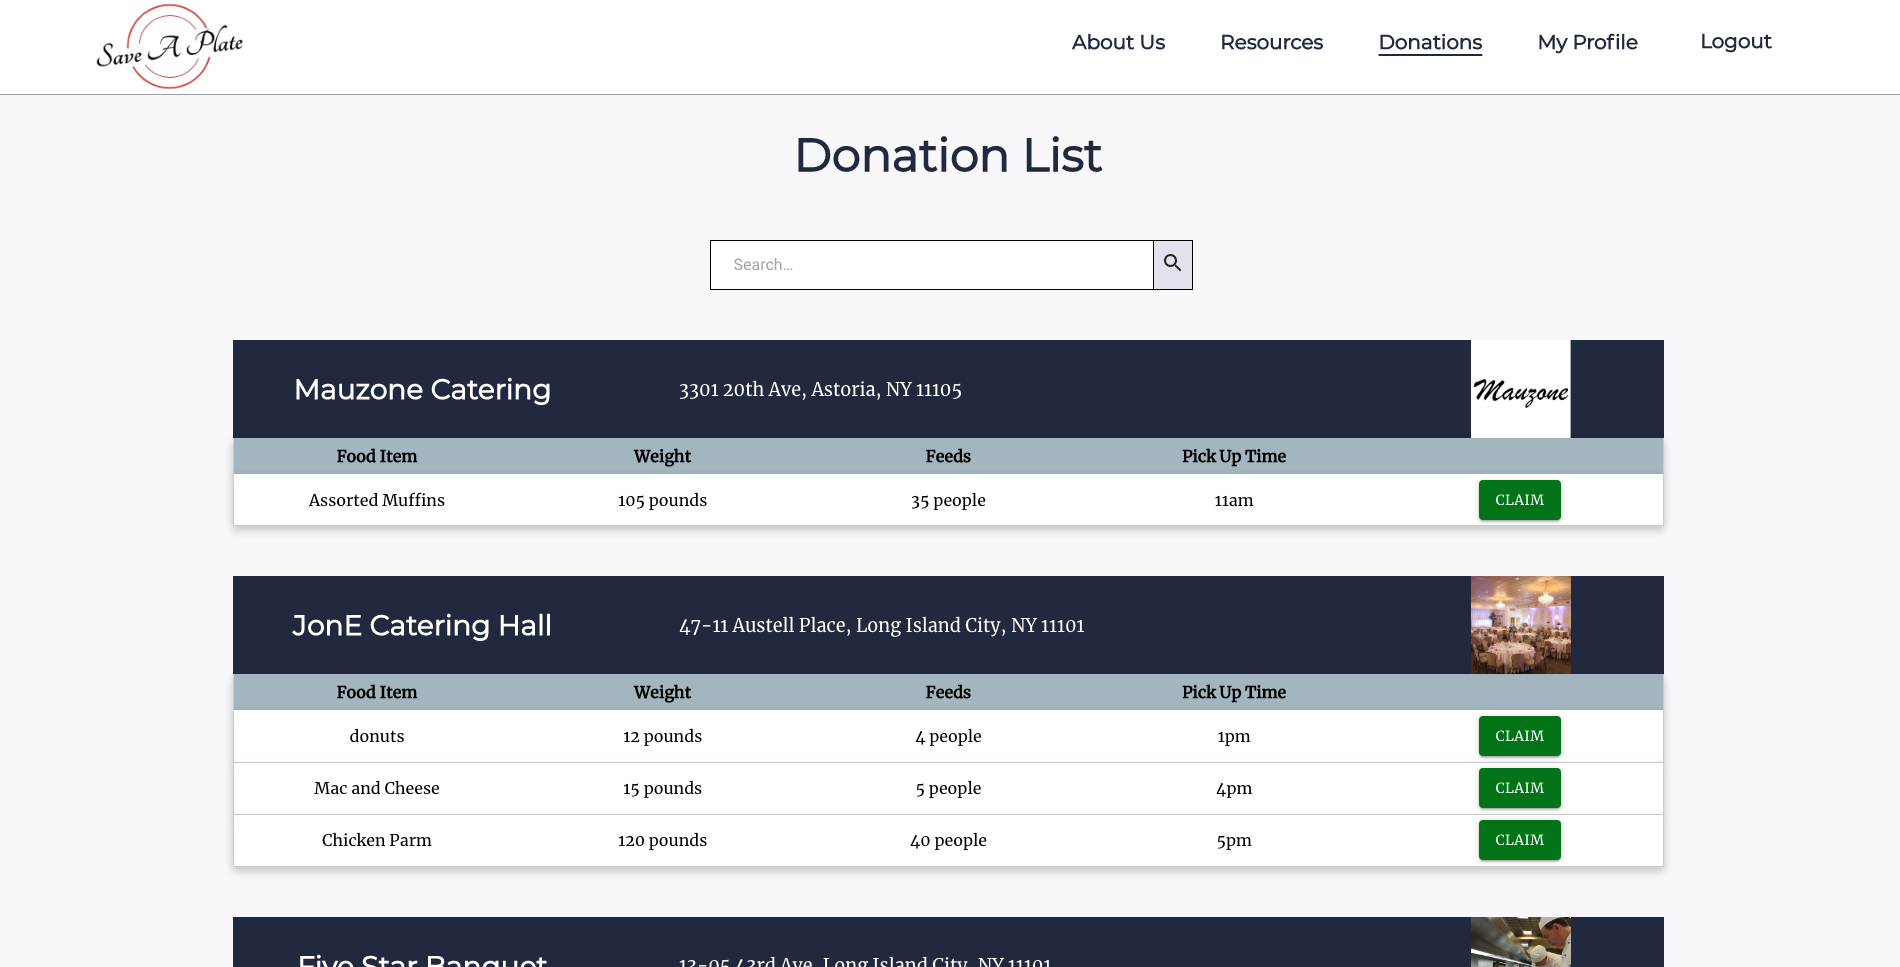 Save A Plate
About Us Resources Donations My Profile Logout
Donation List
Search...
Mauzone Catering 3301 20th Ave, Astoria, NY 11105 Mauzone
Food Item Weight Feeds Pick Up Time
Assorted Muffins 105 pounds 35 people 11am CLAIM
JonE Catering Hall 47-11 Austell Place, Long Island City, NY 11101
Food Item Weight Feeds Pick Up Time
donuts 12 pounds 4 people 1pm CLAIM
Mac and Cheese 15 pounds 5 people 4pm CLAIM
Chicken Parm 120 pounds 40 people 5pm CLAIM
Five Star Banquet 13-05 43rd Ave, Long Island City, NY 11101